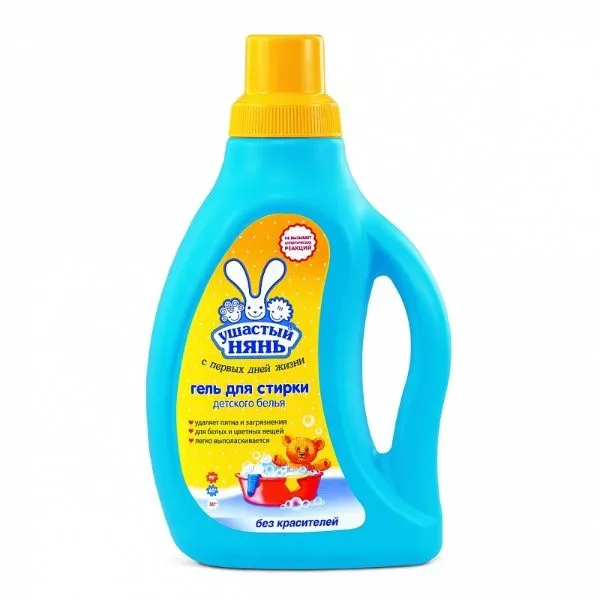 НЕ ВЫЗЫВАЕТ
АЛЛЕРГИЧЕСКИХ
РЕАКЦИЙ
УШАСТЫЙ
НЯНЬ
с первых дней жизни
гель для стирки
детского белья
удаляет пятна и загрязнения
для белых и цветных вещей
легко выполаскивается
30°
без красителей